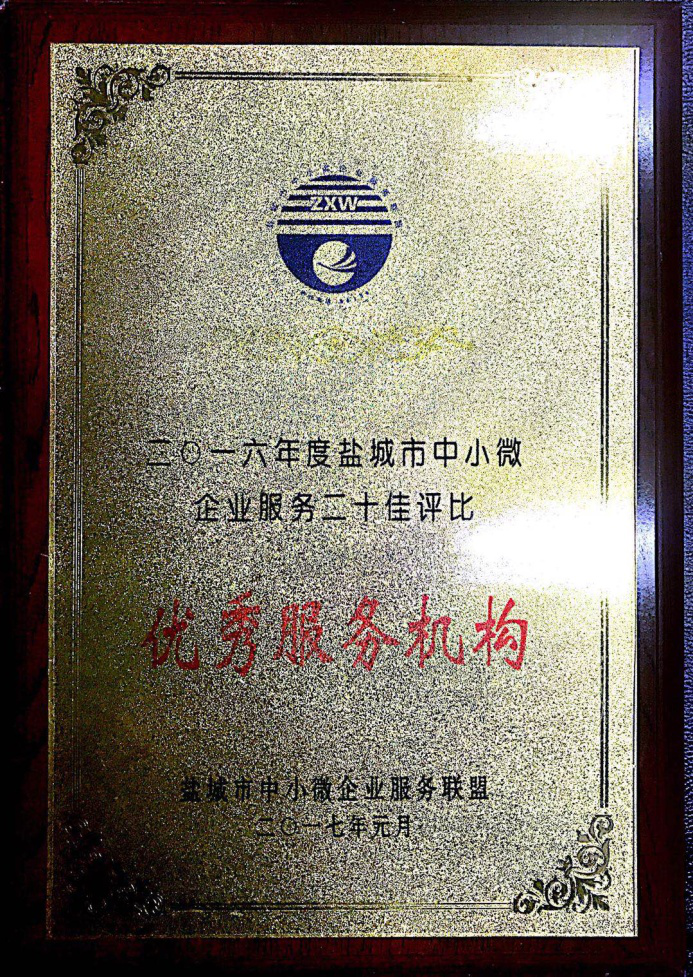 ZXW
二〇一六年度盐城市中小微
企业服务二十佳评比
优秀服务机构
盐城市中小微企业服务联盟
二〇一七年元月